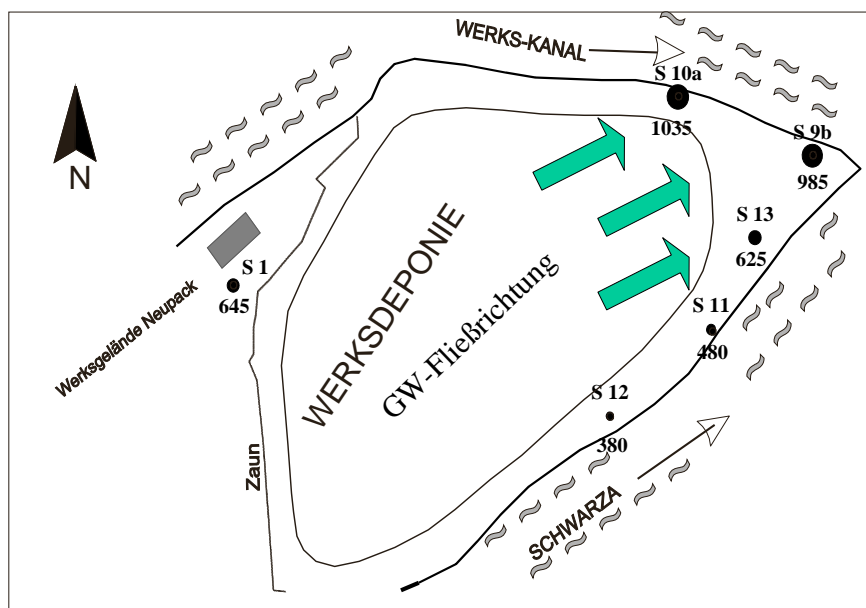 WERKS-KANAL
S 10a
1035
S 9b
985
N
S 13
625
S 1
645
WERKSDEPONIE
GW-Fließrichtung
S 11
480
Werksgelände Neupack
S 12
380
Zaun
SCHWARZA